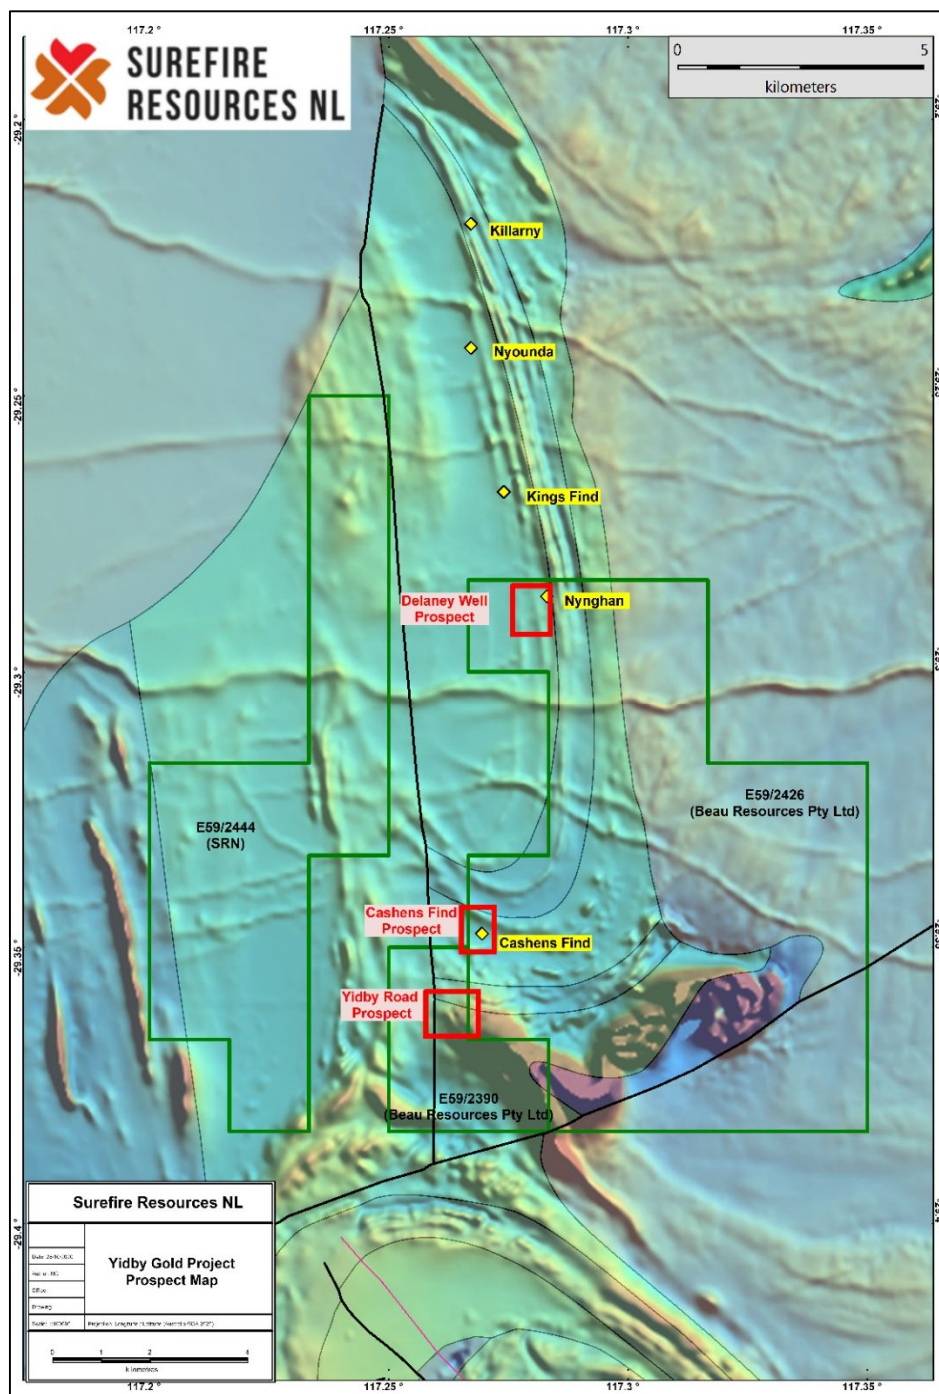 117.2 °
117.25 °
117.3 °
117.35 °
SUREFIRE
RESOURCES NL
0
5
kilometers
-29.2 °
Killarny
Nyounda
-29.25 °
Kings Find
Delaney Well
Prospect
Nynghan
-29.3 °
E59/2426
(Beau Resources Pty Ltd)
E59/2444
(SRN)
Cashens Find
Prospect
Cashens Find
-29.35 °
Yidby Road
Prospect
E59/2390
(Beau Resources Pty Ltd)
-29.4 °
Surefire Resources NL
Yidby Gold Project
Prospect Map
Office:
Drawing:
0
1
2
4
kilometres
117.2 °
117.25 °
117.3 °
117.35 °